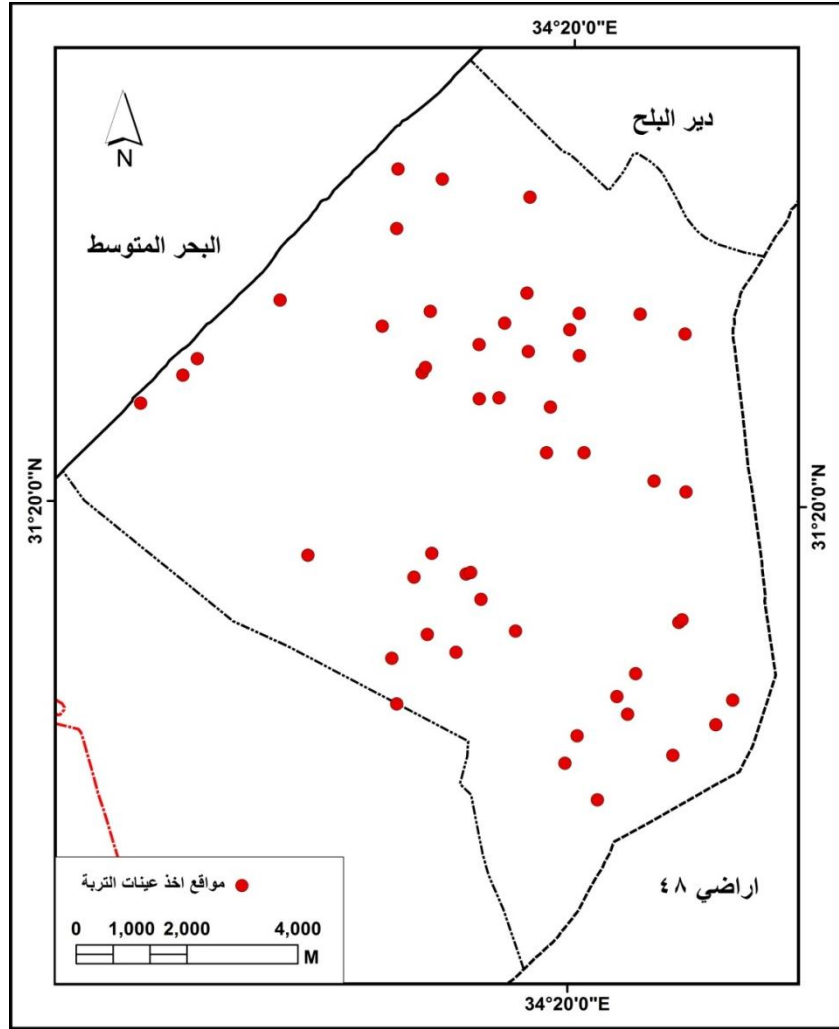 34°20'0"E
دير البلح
N
البحر المتوسط
31°20'0"N
31°20'0"N
مواقع اخذ عينات التربة
0 1,000 2,000 4,000
M
اراضي ٤٨
34°20'0"E